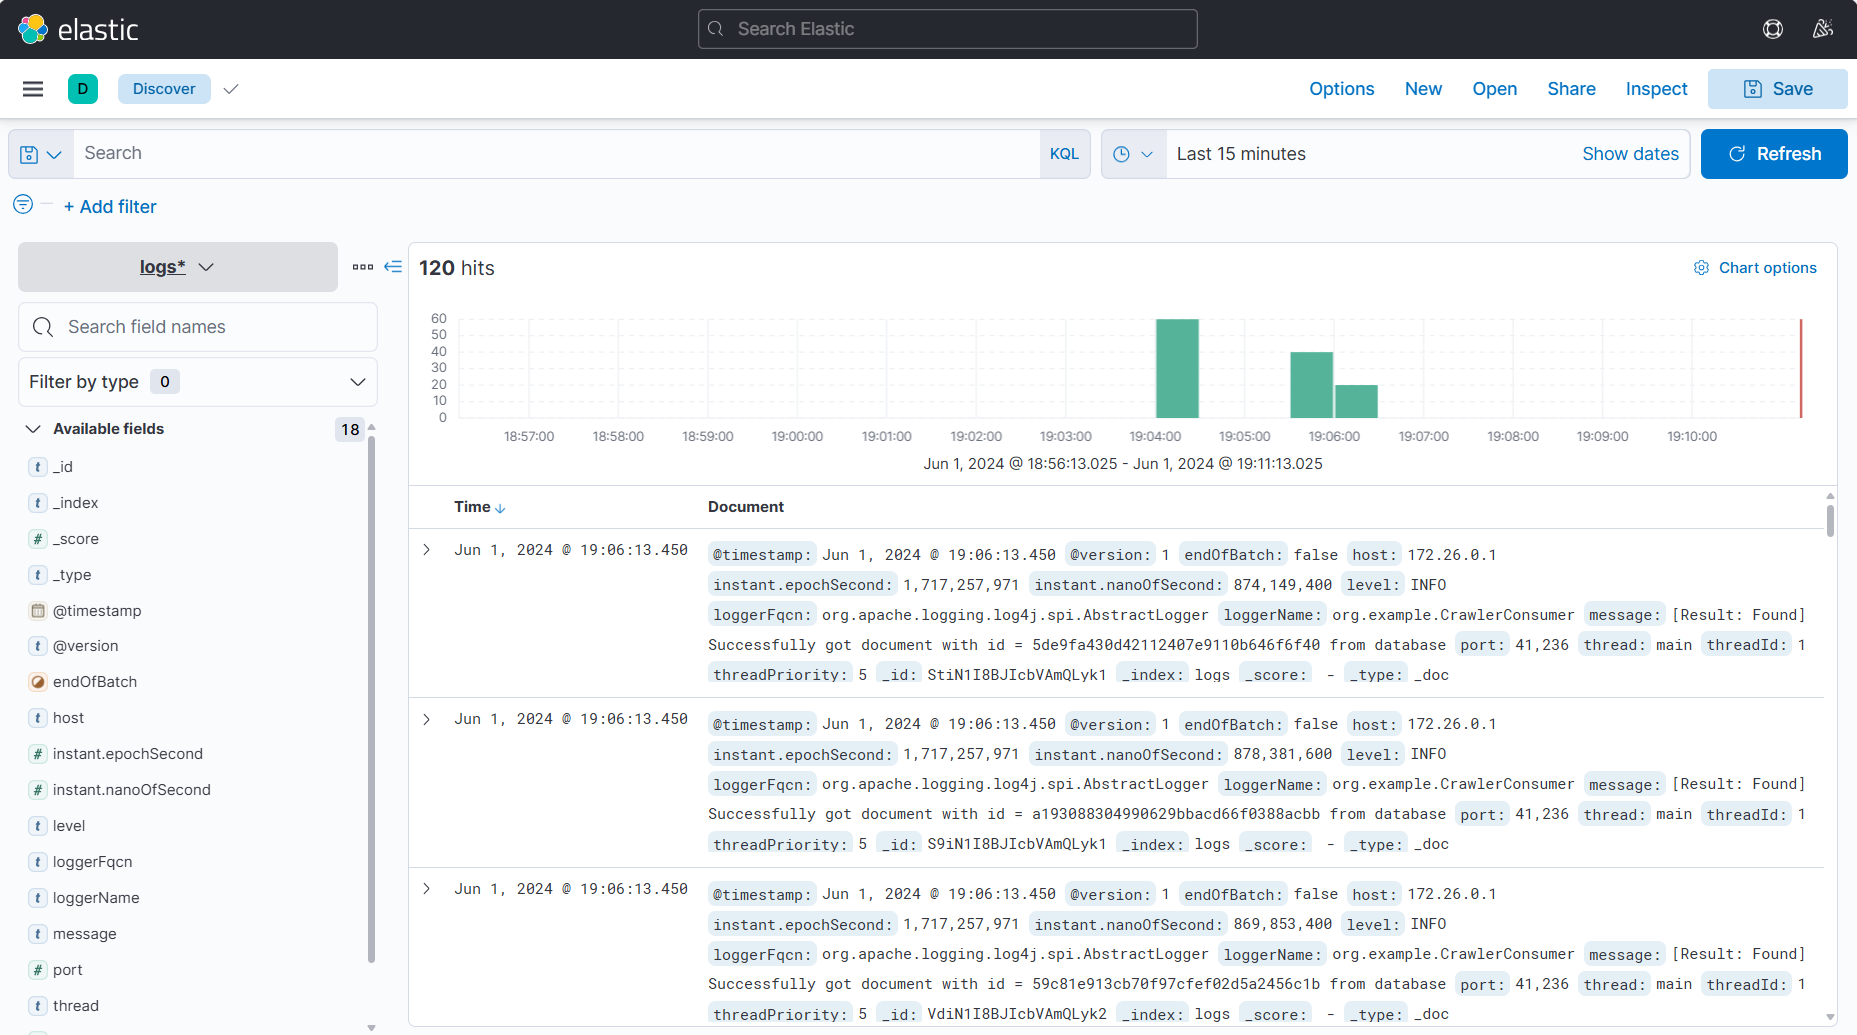 elastic
Search Elastic
D
Discover
Options
New
Open
Share
Inspect
Save
Search
KQL
Last 15 minutes
Show dates
Refresh
+ Add filter
logs*
Search field names
Filter by type 0
Available fields 18
t _id
t _index
# _score
t _type
@timestamp
t @version
endOfBatch
t host
# instant.epochSecond
# instant.nanoOfSecond
t level
t loggerFqcn
t loggerName
t message
# port
t thread
120 hits
Chart options
60
50
40
30
20
10
0
18:57:00 18:58:00 18:59:00 19:00:00 19:01:00 19:02:00 19:03:00 19:04:00 19:05:00 19:06:00 19:07:00 19:08:00 19:09:00 19:10:00
Jun 1, 2024 @ 18:56:13.025 - Jun 1, 2024 @ 19:11:13.025
Time Document
Jun 1, 2024 @ 19:06:13.450
@timestamp: Jun 1, 2024 @ 19:06:13.450 @version: 1 endOfBatch: false host: 172.26.0.1
instant.epochSecond: 1,717,257,971 instant.nanoOfSecond: 874,149,400 level: INFO
loggerFqcn: org.apache.logging.log4j.spi.AbstractLogger loggerName: org.example.CrawlerConsumer message: [Result: Found]
Successfully got document with id = 5de9fa430d42112407e9110b646f6f40 from database port: 41,236 thread: main threadId: 1
threadPriority: 5 _id: StiN1I8BJIcbVAmQLyk1 _index: logs _score: - _type: _doc
Jun 1, 2024 @ 19:06:13.450
@timestamp: Jun 1, 2024 @ 19:06:13.450 @version: 1 endOfBatch: false host: 172.26.0.1
instant.epochSecond: 1,717,257,971 instant.nanoOfSecond: 878,381,600 level: INFO
loggerFqcn: org.apache.logging.log4j.spi.AbstractLogger loggerName: org.example.CrawlerConsumer message: [Result: Found]
Successfully got document with id = a193088304990629bbacd66f0388acbb from database port: 41,236 thread: main threadId: 1
threadPriority: 5 _id: S9iN1I8BJIcbVAmQLyk1 _index: logs _score: - _type: _doc
Jun 1, 2024 @ 19:06:13.450
@timestamp: Jun 1, 2024 @ 19:06:13.450 @version: 1 endOfBatch: false host: 172.26.0.1
instant.epochSecond: 1,717,257,971 instant.nanoOfSecond: 869,853,400 level: INFO
loggerFqcn: org.apache.logging.log4j.spi.AbstractLogger loggerName: org.example.CrawlerConsumer message: [Result: Found]
Successfully got document with id = 59c81e913cb70f97cfef02d5a2456c1b from database port: 41,236 thread: main threadId: 1
threadPriority: 5 _id: VdiN1I8BJIcbVAmQLyk2 _index: logs _score: - _type: _doc